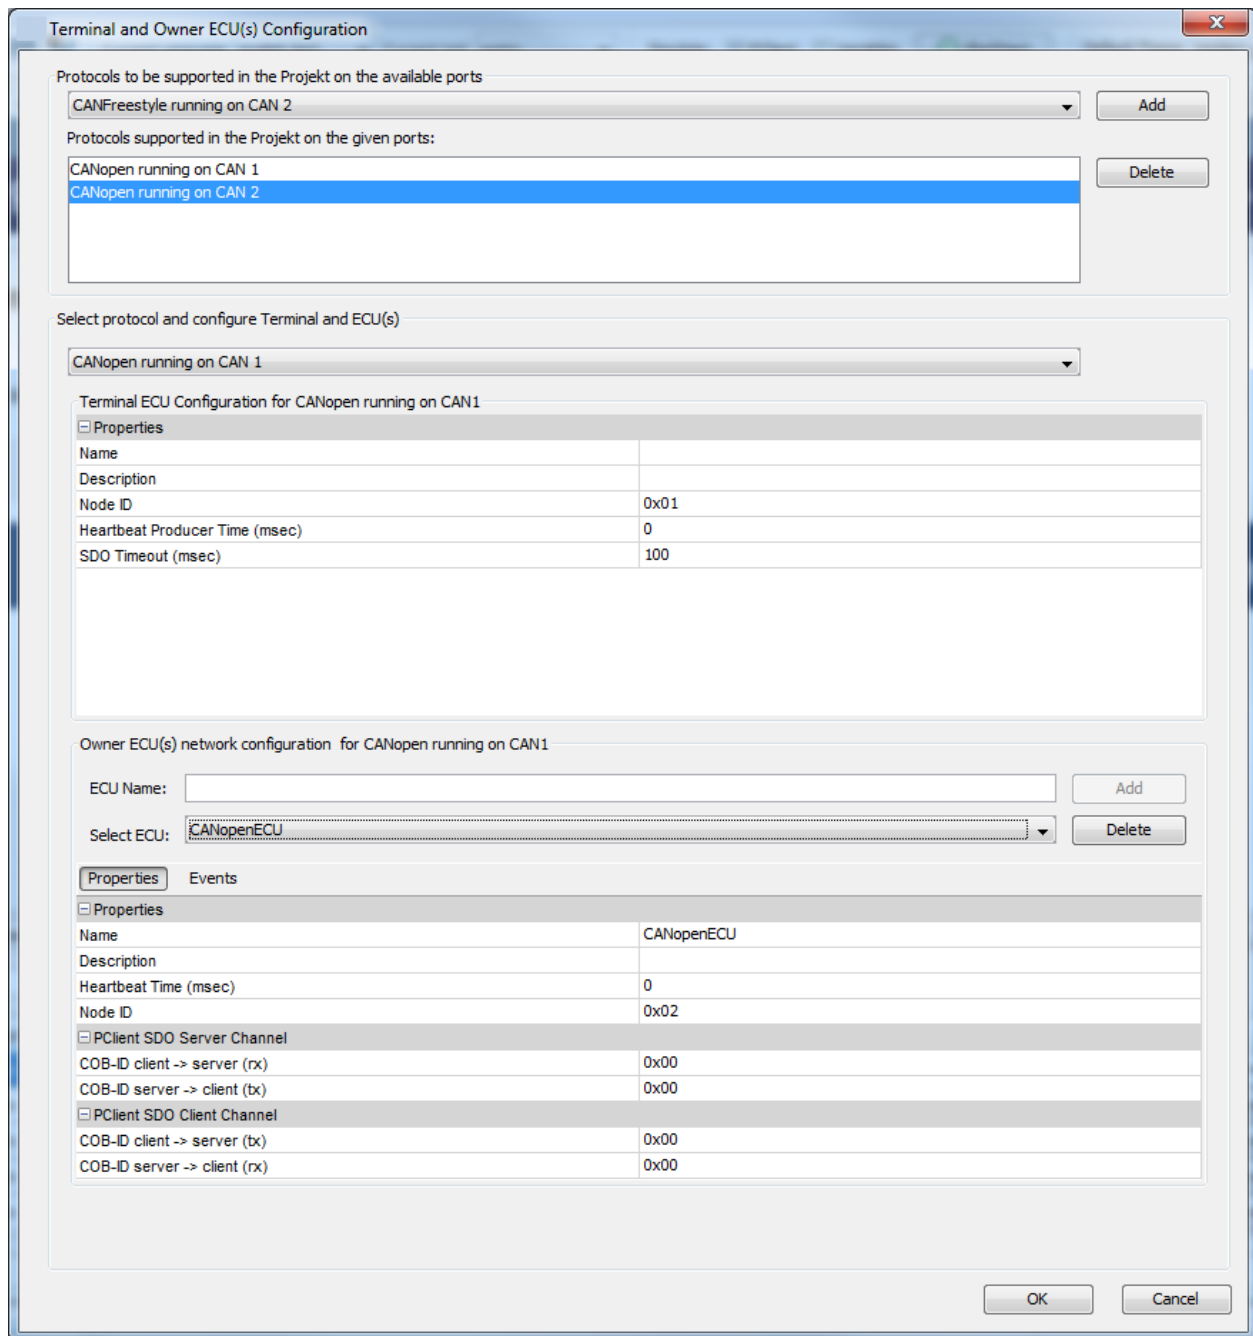 Terminal and Owner ECU(s) Configuration
Protocols to be supported in the Projekt on the available ports
CANFreestyle running on CAN 2
Add
Protocols supported in the Projekt on the given ports:
CANopen running on CAN 1
Delete
CANopen running on CAN 2
Select protocol and configure Terminal and ECU(s)
CANopen running on CAN 1
Terminal ECU Configuration for CANopen running on CAN1
Properties
Name
Description
Node ID 0x01
Heartbeat Producer Time (msec) 0
SDO Timeout (msec) 100
Owner ECU(s) network configuration for CANopen running on CAN1
ECU Name: Add
Select ECU: CANopenECU Delete
Properties Events
Properties
Name CANopenECU
Description
Heartbeat Time (msec) 0
Node ID 0x02
PClient SDO Server Channel
COB-ID client -> server (rx) 0x00
COB-ID server -> client (tx) 0x00
PClient SDO Client Channel
COB-ID client -> server (tx) 0x00
COB-ID server -> client (rx) 0x00
OK Cancel